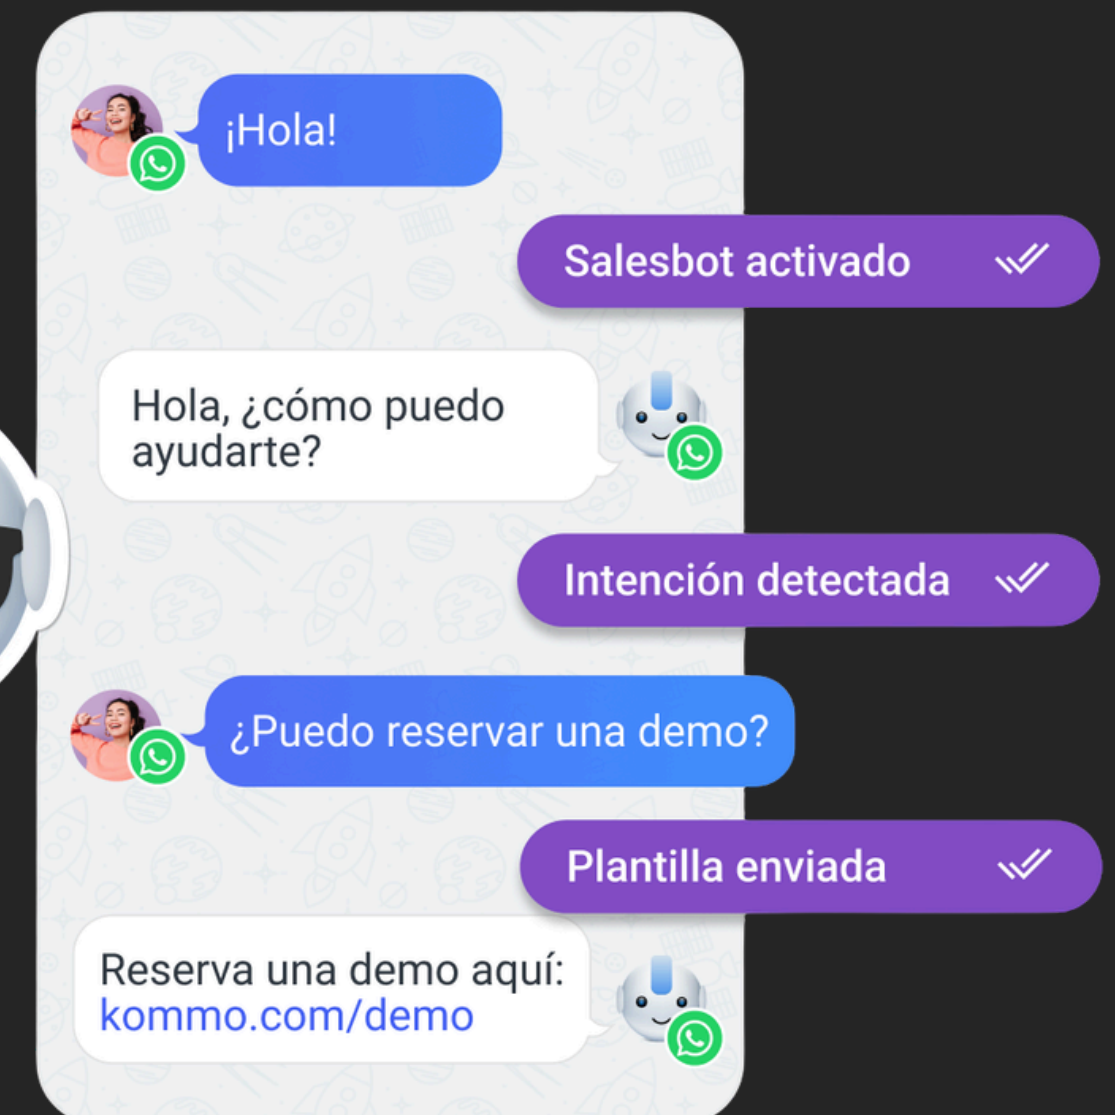 ¡Hola!
Salesbot activado
Hola, ¿cómo puedo
ayudarte?
Intención detectada
¿Puedo reservar una demo?
Plantilla enviada
Reserva una demo aquí:
kommo.com/demo